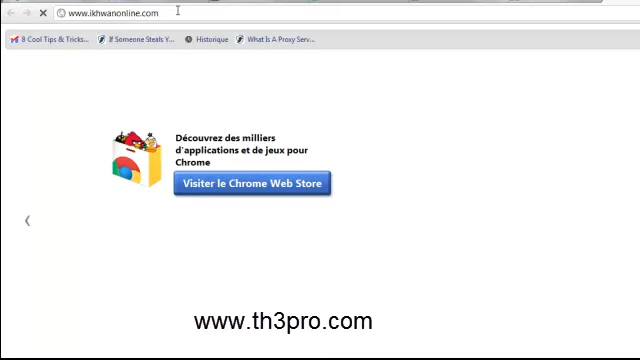 www.ikhwanonline.com
8 Cool Tips & Tricks... If Someone Steals Y... Historique What Is A Proxy Serv...
Découvrez des milliers
d'applications et de jeux pour
Chrome
Visiter le Chrome Web Store
www.th3pro.com